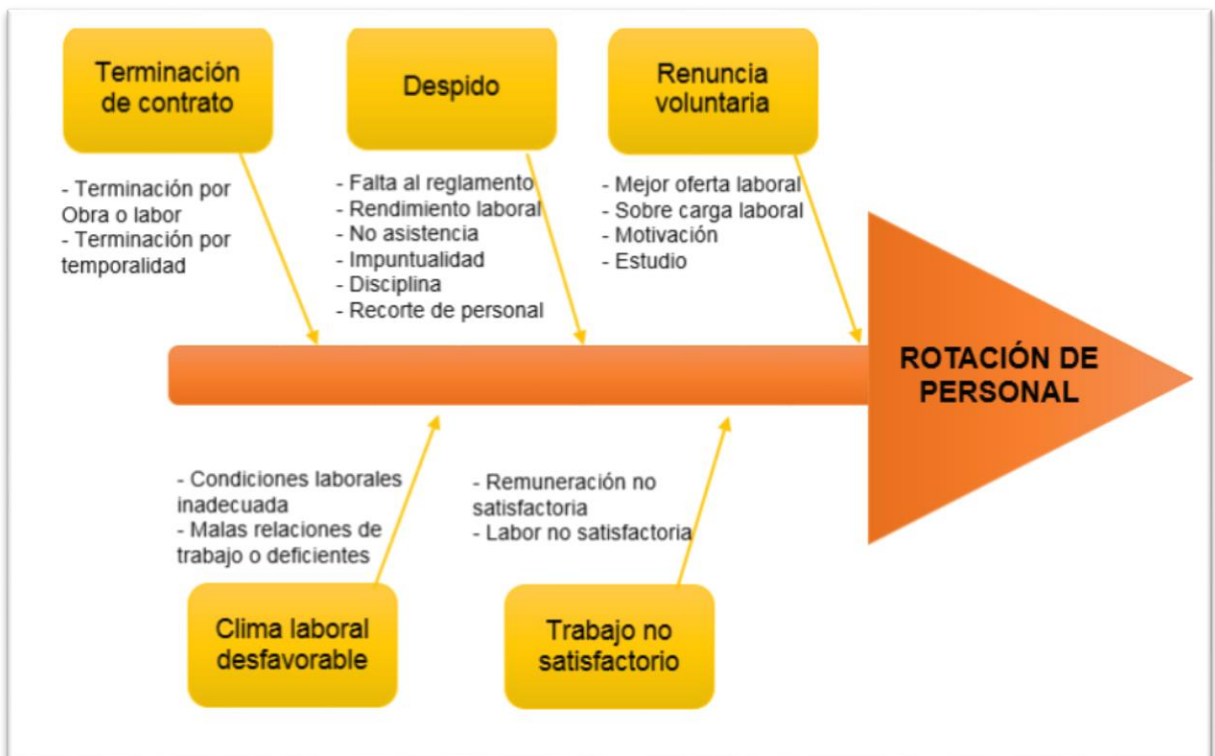 Terminación
de contrato
- Terminación por
Obra o labor
- Terminación por
temporalidad
Despido
- Falta al reglamento
- Rendimiento laboral
- No asistencia
- Impuntualidad
- Disciplina
- Recorte de personal
Renuncia
voluntaria
- Mejor oferta laboral
- Sobre carga laboral
- Motivación
- Estudio
ROTACIÓN DE
PERSONAL
- Condiciones laborales
inadecuada
- Malas relaciones de
trabajo o deficientes
Clima laboral
desfavorable
- Remuneración no
satisfactoria
- Labor no satisfactoria
Trabajo no
satisfactorio